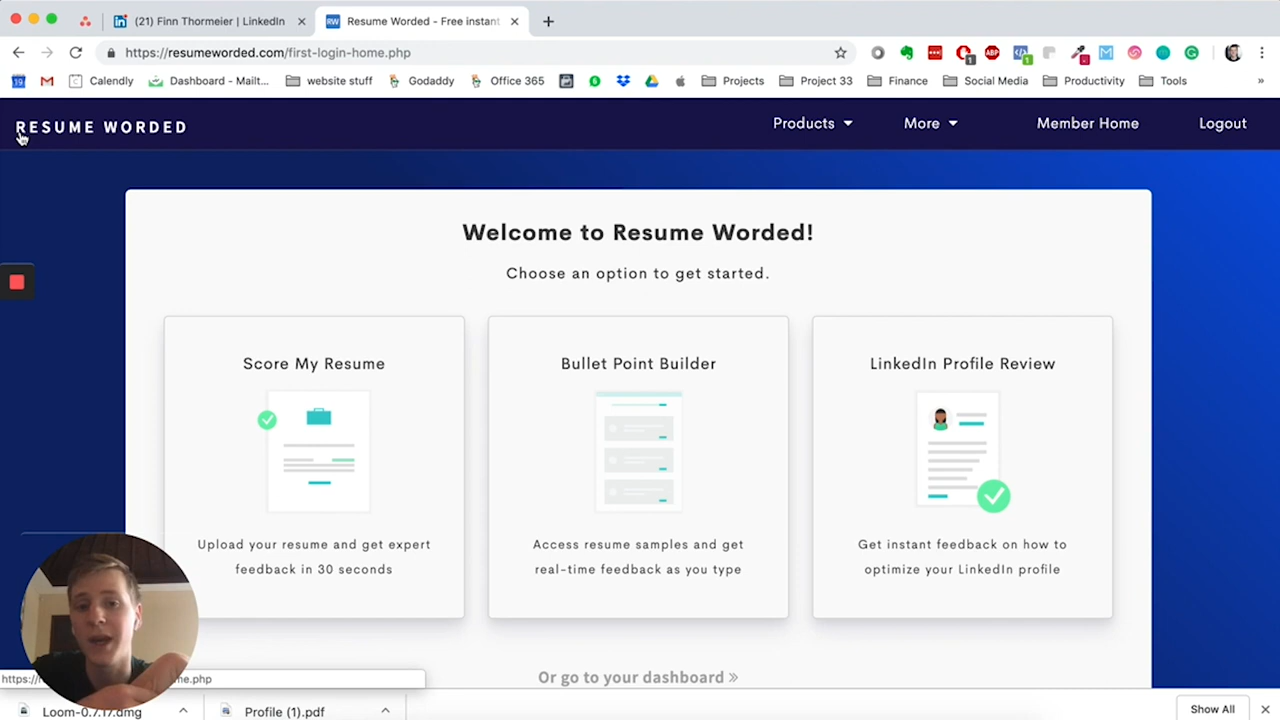 (21) Finn Thormeier | LinkedIn
RW Resume Worded - Free instant
https://resumeworded.com/first-login-home.php
19 Calendly Dashboard - Mailt... website stuff Godaddy Office 365 Projects Project 33 Finance Social Media Productivity Tools »
RESUME WORDED Products More Member Home Logout
Welcome to Resume Worded!
Choose an option to get started.
Score My Resume
Upload your resume and get expert
feedback in 30 seconds
Bullet Point Builder
Access resume samples and get
real-time feedback as you type
LinkedIn Profile Review
Get instant feedback on how to
optimize your LinkedIn profile
Or go to your dashboard »
https://r
me.php
Loom-0.7.17.dmg Profile (1).pdf Show All